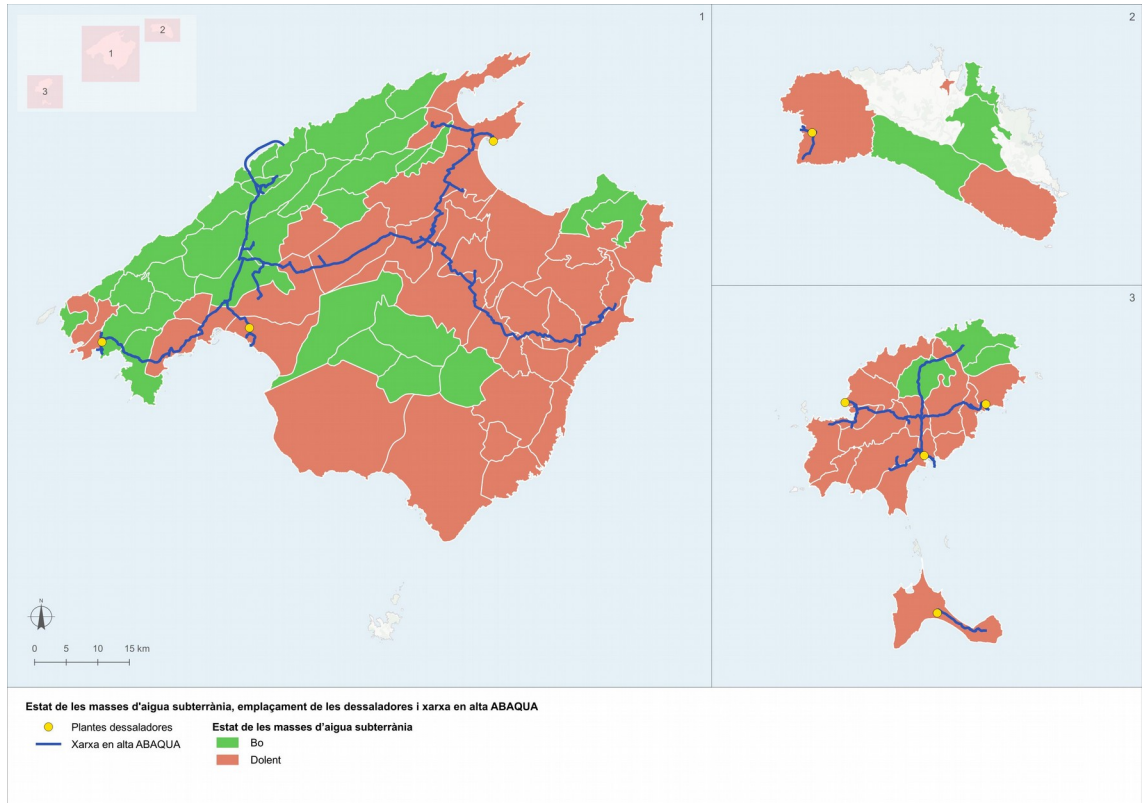 1
2
3
1
2
3
N
0 5 10 15 km
Estat de les masses d'aigua subterrània, emplaçament de les dessaladores i xarxa en alta ABAQUA
Plantes dessaladores
Xarxa en alta ABAQUA
Estat de les masses d’aigua subterrània
Bo
Dolent